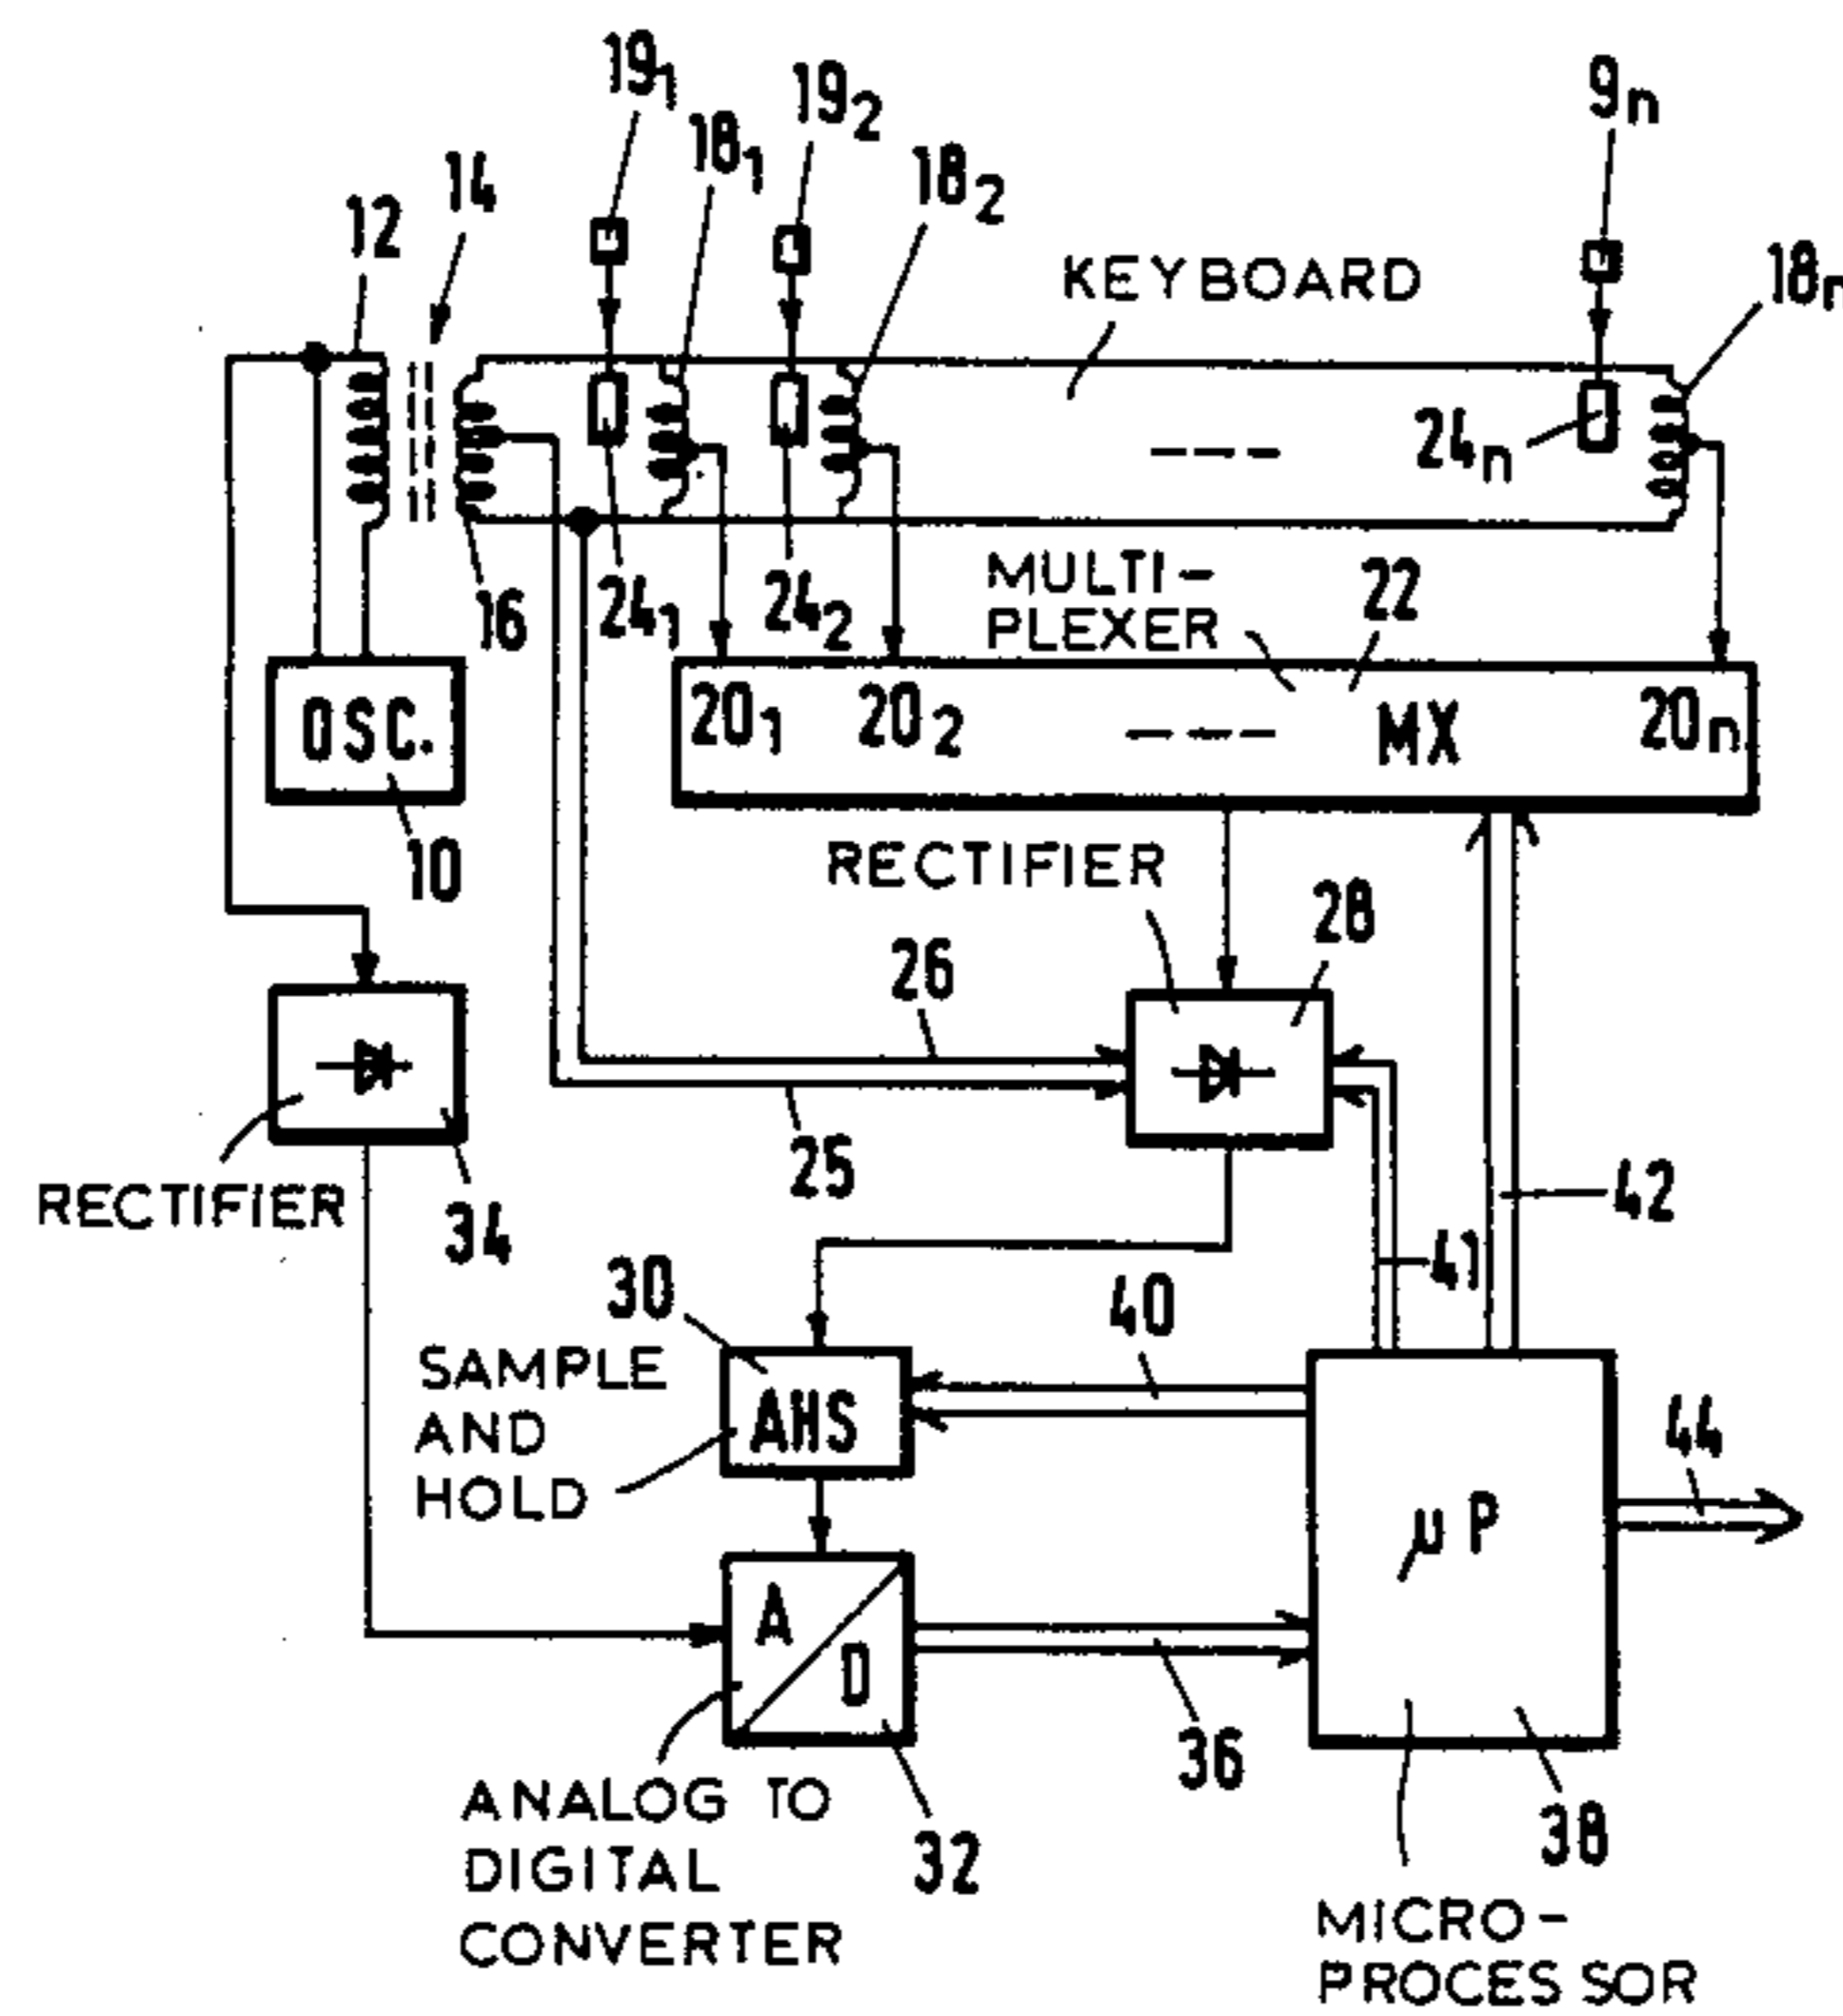 19₁
19₂
9n
18₁
14
18₂
12
KEYBOARD
18n
24n
MULTI-
PLEXER
22
16
24₁
24₂
OSC.
20₁
20₂
MX
20n
10
RECTIFIER
28
26
25
42
RECTIFIER
34
41
30
40
SAMPLE
AND
HOLD
AHS
44
µP
A
D
36
ANALOG TO
DIGITAL
CONVERTER
32
38
MICRO-
PROCESSOR